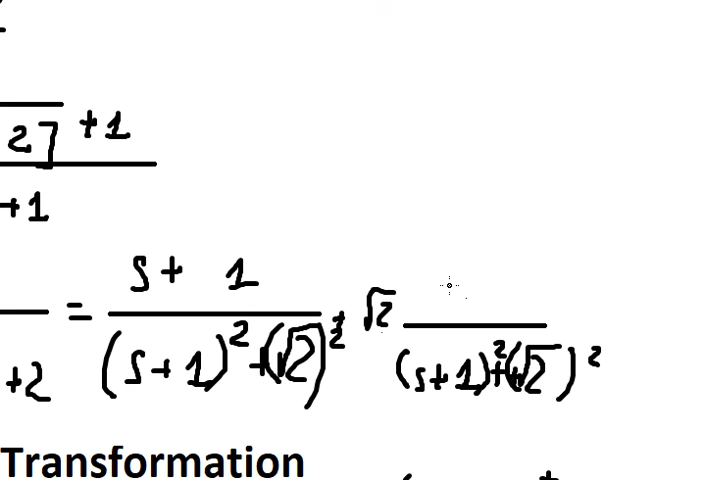 27 +1
+1
= s + 1 / (s+1)² + (√2)² + √2 / (s+1)² + (√2)²
+2
Transformation